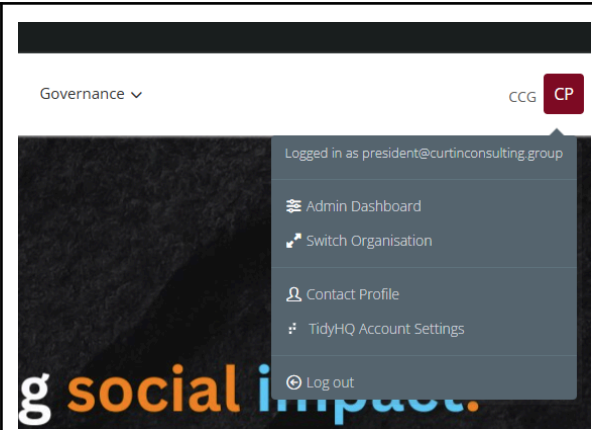 Governance
CCG CP
Logged in as president@curtinconsulting.group
Admin Dashboard
Switch Organisation
Contact Profile
TidyHQ Account Settings
Log out
g social impact.